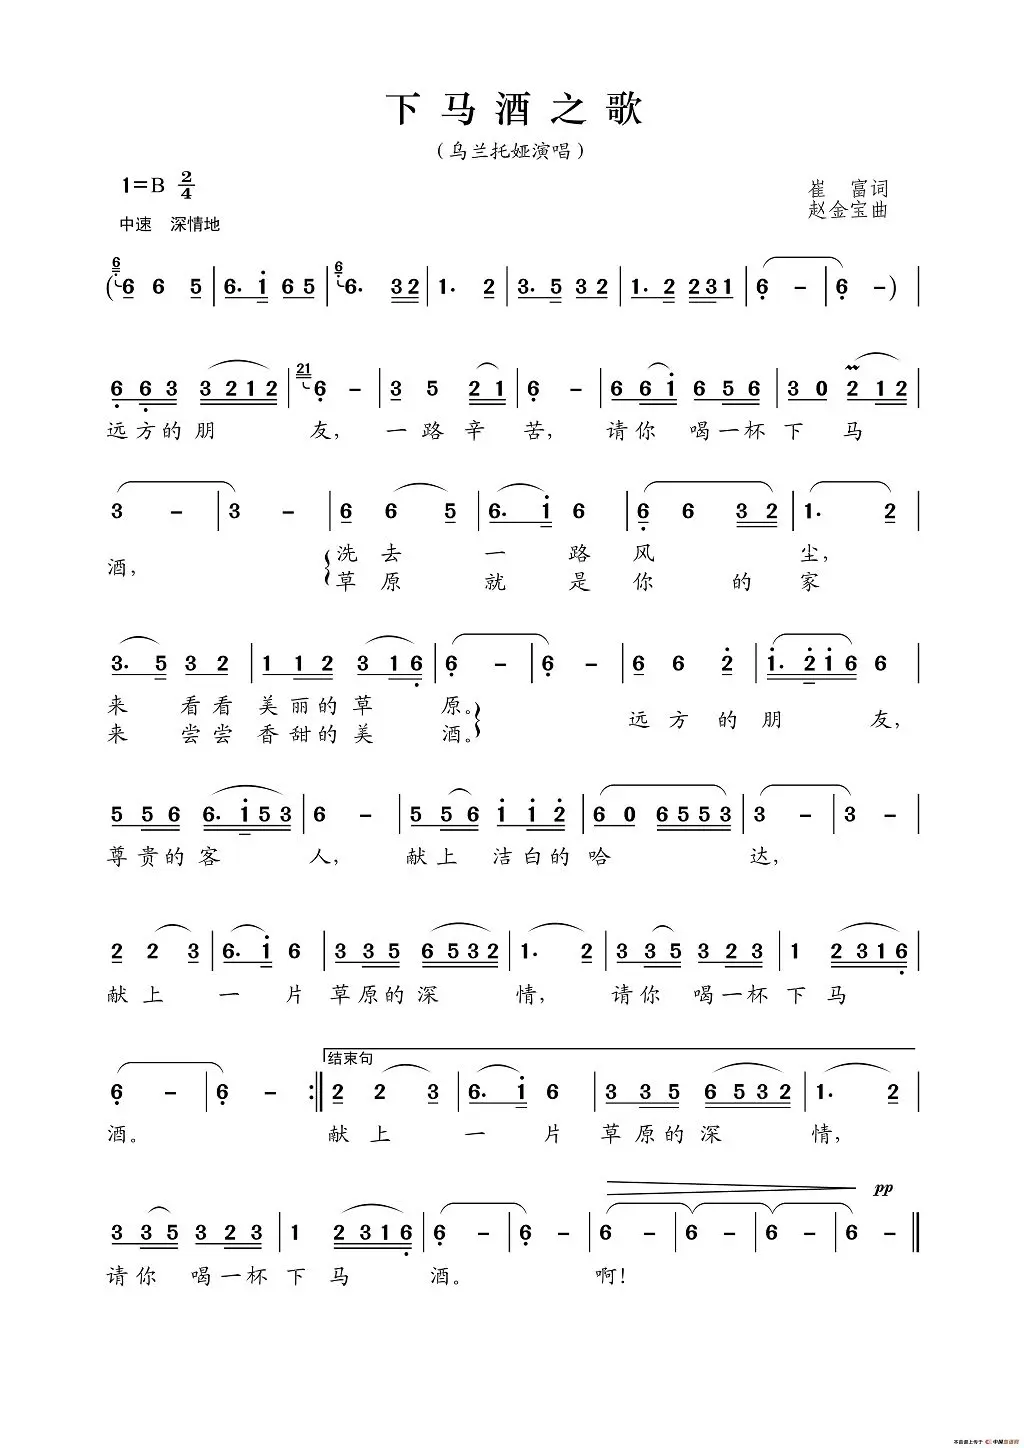 下马酒之歌
（乌兰托娅演唱）
1=B 2/4
崔 富词
中速 深情地
赵金宝曲
6 (6 6 5 | 6. i 6 5 | 6 6. 3 2 | 1. 2 | 3. 5 3 2 | 1. 2 2 3 1 | 6 - | 6 -) |
6 6 3 3 2 1 2 | 21 6 - | 3 5 2 1 | 6 - | 6 6 i 6 5 6 | 3 0 2 1 2 |
远方的朋 友， 一路辛 苦， 请你 喝一杯下 马
3 - | 3 - | 6 6 5 | 6. i 6 | 6 6 3 2 | 1. 2 |
酒， 洗去 一 路风 尘，
草原 就 是你 的 家
3. 5 3 2 | 1 1 2 3 1 6 | 6 - | 6 - | 6 6 2 | i. 2 i 6 6 |
来 看看 美丽的草 原。 远方 的朋 友，
来 尝尝 香甜的美 酒。
5 5 6 6. i 5 3 | 6 - | 5 5 6 i i 2 | 6 0 6 5 5 3 | 3 - | 3 - |
尊贵的客 人， 献上 洁白的哈 达，
2 2 3 | 6. i 6 | 3 3 5 6 5 3 2 | 1. 2 | 3 3 5 3 2 3 | 1 2 3 1 6 |
献上 一 片 草原的深 情， 请你 喝一杯下马
结束句
6 - | 6 - :| 2 2 3 | 6. i 6 | 3 3 5 6 5 3 2 | 1. 2 |
酒。 献上 一 片 草原的深 情，
pp
3 3 5 3 2 3 | 1 2 3 1 6 | 6 - | 6 - | 6 - | 6 - | 6 - | 6 - ||
请你 喝一杯下马 酒。 啊！